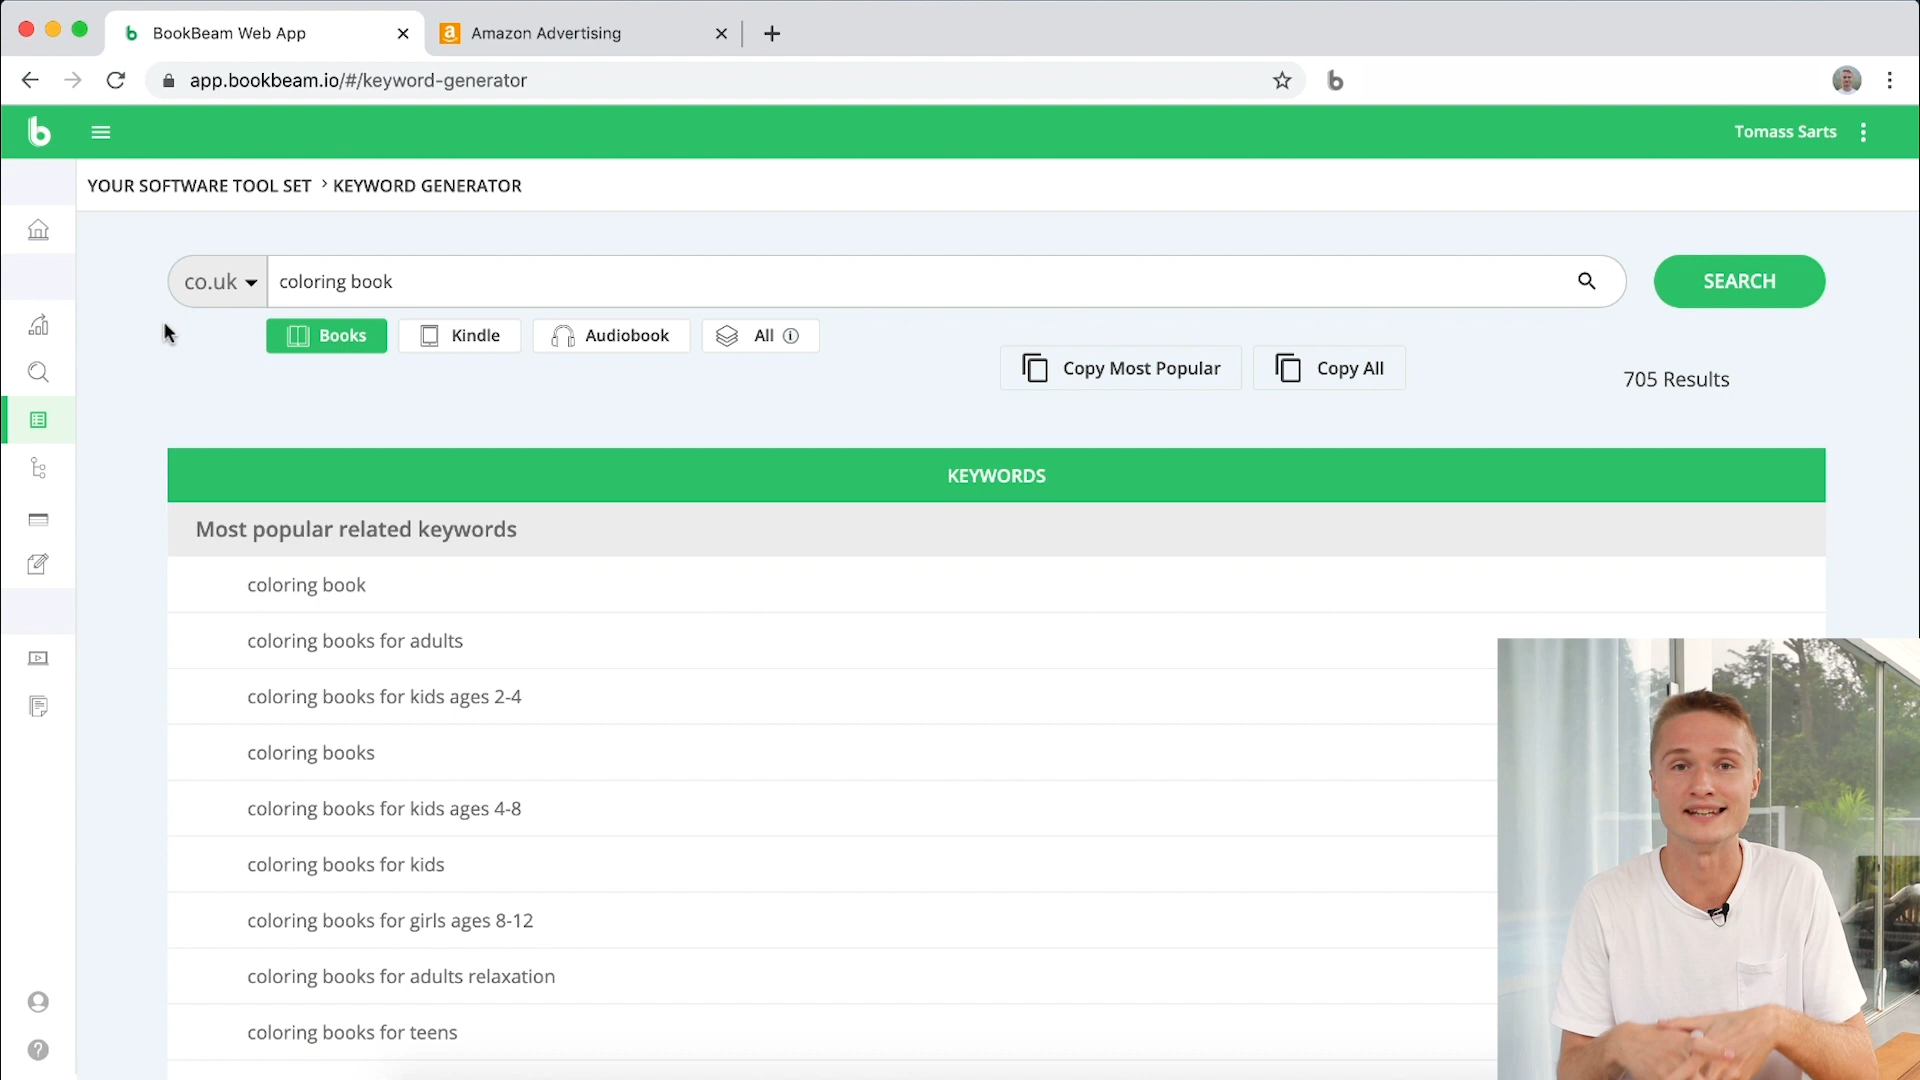 BookBeam Web App
Amazon Advertising
app.bookbeam.io/#/keyword-generator
Tomass Sarts
YOUR SOFTWARE TOOL SET > KEYWORD GENERATOR
co.uk
coloring book
SEARCH
Books
Kindle
Audiobook
All
Copy Most Popular
Copy All
705 Results
KEYWORDS
Most popular related keywords
coloring book
coloring books for adults
coloring books for kids ages 2-4
coloring books
coloring books for kids ages 4-8
coloring books for kids
coloring books for girls ages 8-12
coloring books for adults relaxation
coloring books for teens